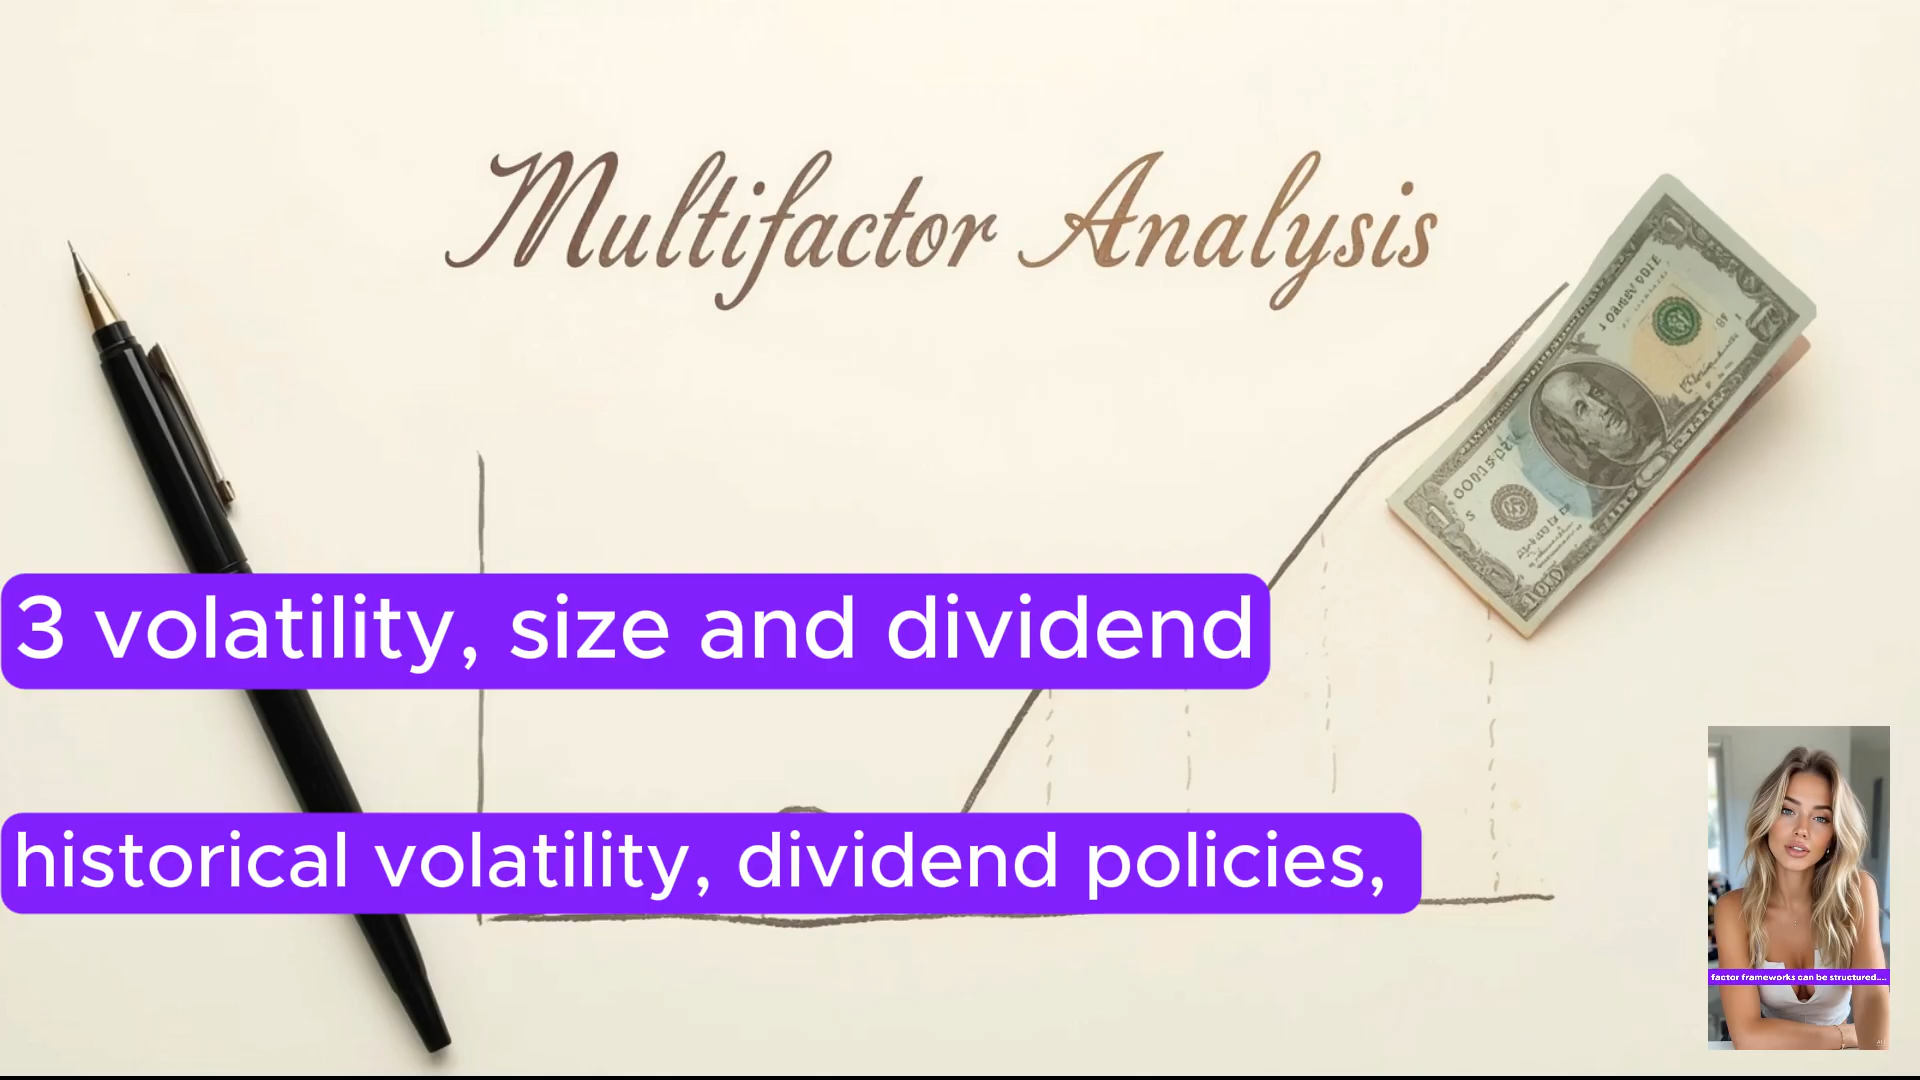 Multifactor Analysis
3 volatility, size and dividend
historical volatility, dividend policies,
factor frameworks can be structured....